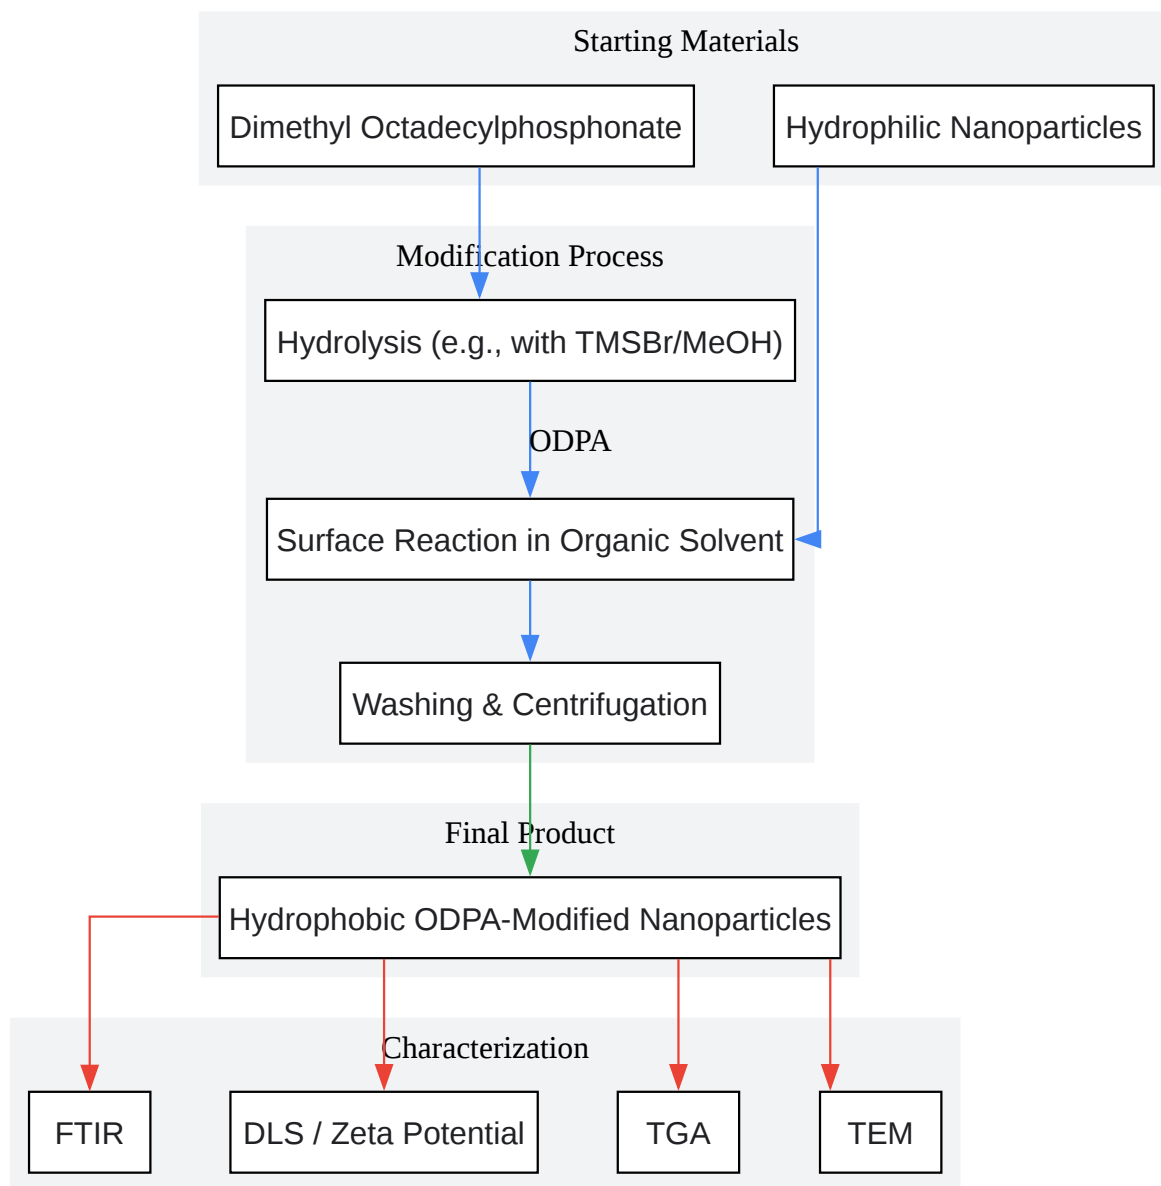 Starting Materials
Dimethyl Octadecylphosphonate
Hydrophilic Nanoparticles
Modification Process
Hydrolysis (e.g., with TMSBr/MeOH)
ODPA
Surface Reaction in Organic Solvent
Washing & Centrifugation
Final Product
Hydrophobic ODPA-Modified Nanoparticles
Characterization
FTIR
DLS / Zeta Potential
TGA
TEM